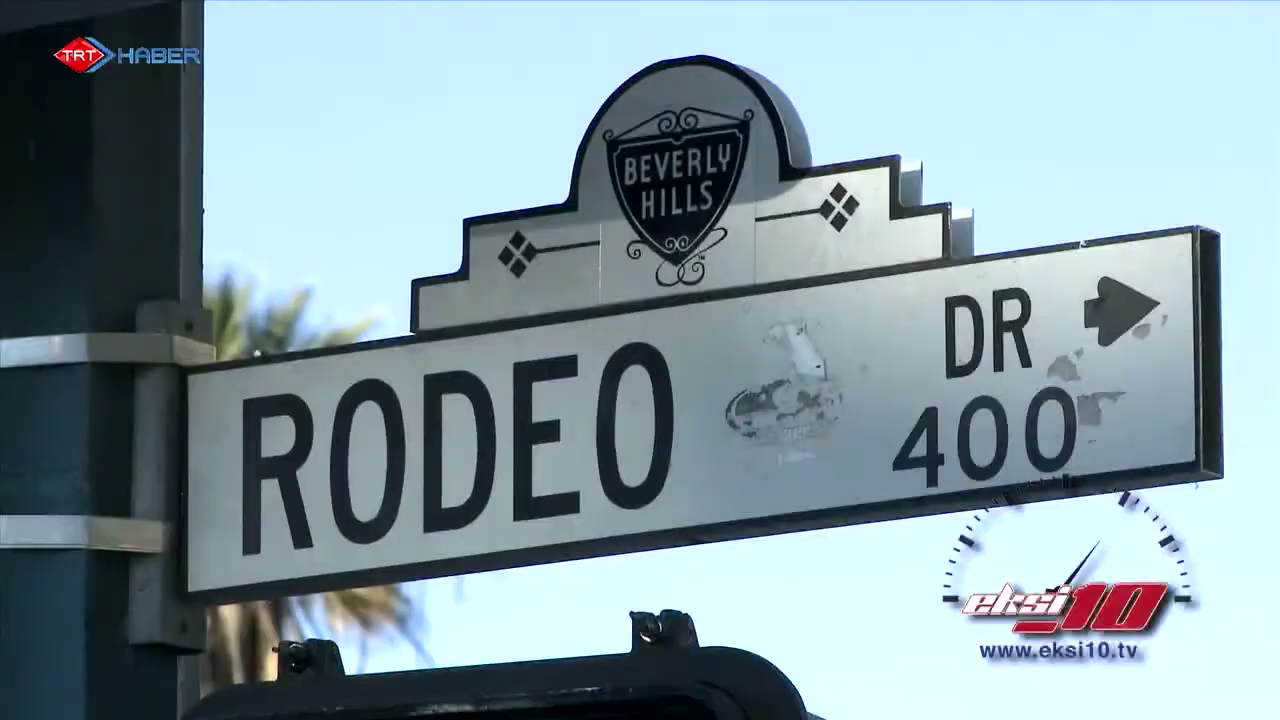 TRT HABER
BEVERLY
HILLS
RODEO
DR
400
eksi10
www.eksi10.tv